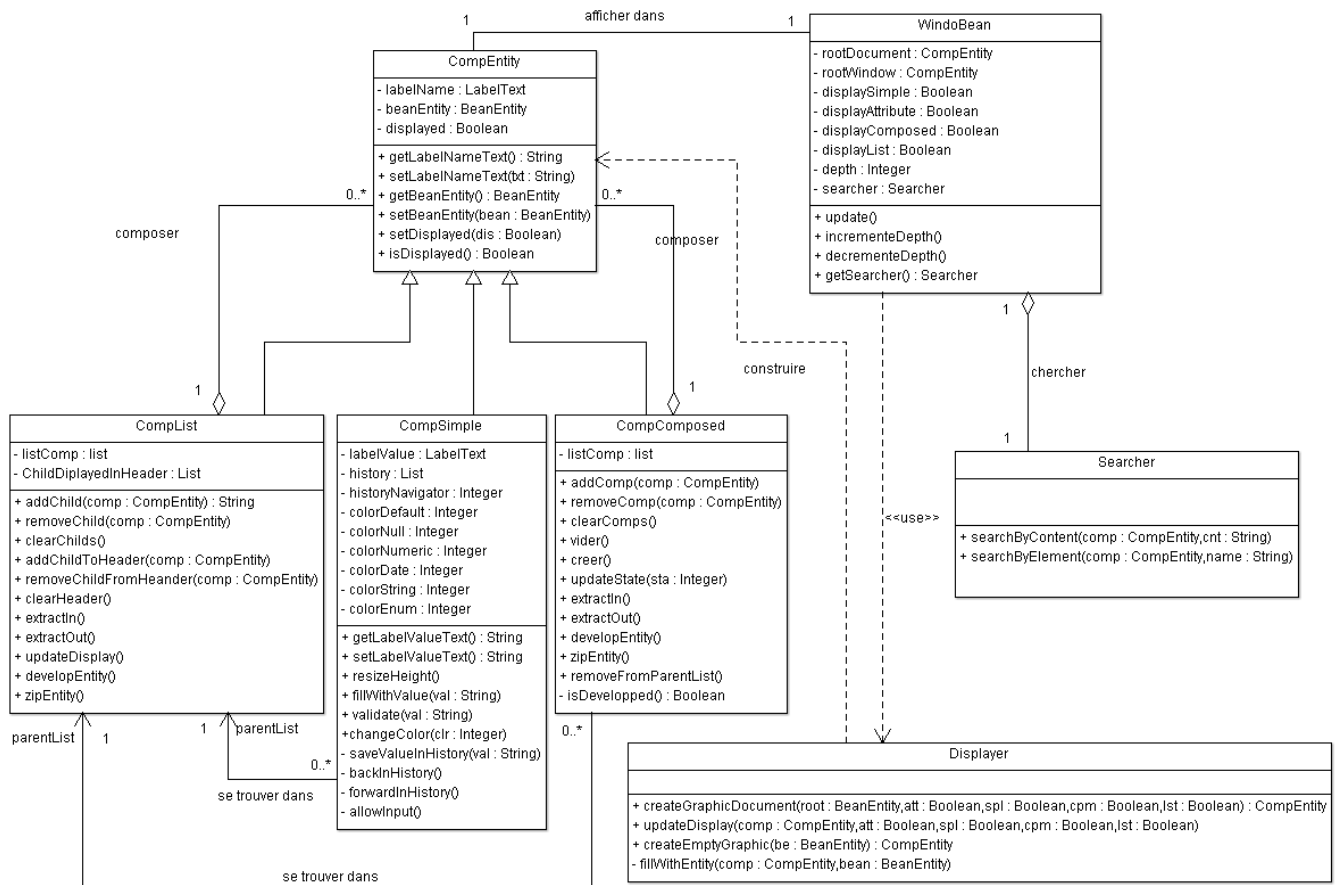 afficher dans
1
1
WindoBean
- rootDocument : CompEntity
- rootWindow : CompEntity
- displaySimple : Boolean
- displayAttribute : Boolean
- displayComposed : Boolean
- displayList : Boolean
- depth : Integer
- searcher : Searcher
+ update()
+ incrementeDepth()
+ decrementeDepth()
+ getSearcher() : Searcher
CompEntity
- labelName : LabelText
- beanEntity : BeanEntity
- displayed : Boolean
+ getLabelNameText() : String
+ setLabelNameText(txt : String)
+ getBeanEntity() : BeanEntity
+ setBeanEntity(bean : BeanEntity)
+ setDisplayed(dis : Boolean)
+ isDisplayed() : Boolean
0..*
0..*
composer
composer
1
1
construire
1
chercher
1
<<use>>
CompList
- listComp : list
- ChildDiplayedInHeader : List
+ addChild(comp : CompEntity) : String
+ removeChild(comp : CompEntity)
+ clearChilds()
+ addChildToHeader(comp : CompEntity)
+ removeChildFromHeander(comp : CompEntity)
+ clearHeader()
+ extractIn()
+ extractOut()
+ updateDisplay()
+ developEntity()
+ zipEntity()
CompSimple
- labelValue : LabelText
- history : List
- historyNavigator : Integer
- colorDefault : Integer
- colorNull : Integer
- colorNumeric : Integer
- colorDate : Integer
- colorString : Integer
- colorEnum : Integer
+ getLabelValueText() : String
+ setLabelValueText() : String
+ resizeHeight()
+ fillWithValue(val : String)
+ validate(val : String)
+changeColor(clr : Integer)
- saveValueInHistory(val : String)
- backInHistory()
- forwardInHistory()
- allowInput()
CompComposed
- listComp : list
+ addComp(comp : CompEntity)
+ removeComp(comp : CompEntity)
+ clearComps()
+ vider()
+ creer()
+ updateState(sta : Integer)
+ extractIn()
+ extractOut()
+ developEntity()
+ zipEntity()
+ removeFromParentList()
- isDevelopped() : Boolean
Searcher
+ searchByContent(comp : CompEntity,cnt : String)
+ searchByElement(comp : CompEntity,name : String)
parentList
1
1
parentList
0..*
0..*
se trouver dans
se trouver dans
Displayer
+ createGraphicDocument(root : BeanEntity,att : Boolean,spl : Boolean,cpm : Boolean,lst : Boolean) : CompEntity
+ updateDisplay(comp : CompEntity,att : Boolean,spl : Boolean,cpm : Boolean,lst : Boolean)
+ createEmptyGraphic(be : BeanEntity) : CompEntity
- fillWithEntity(comp : CompEntity,bean : BeanEntity)